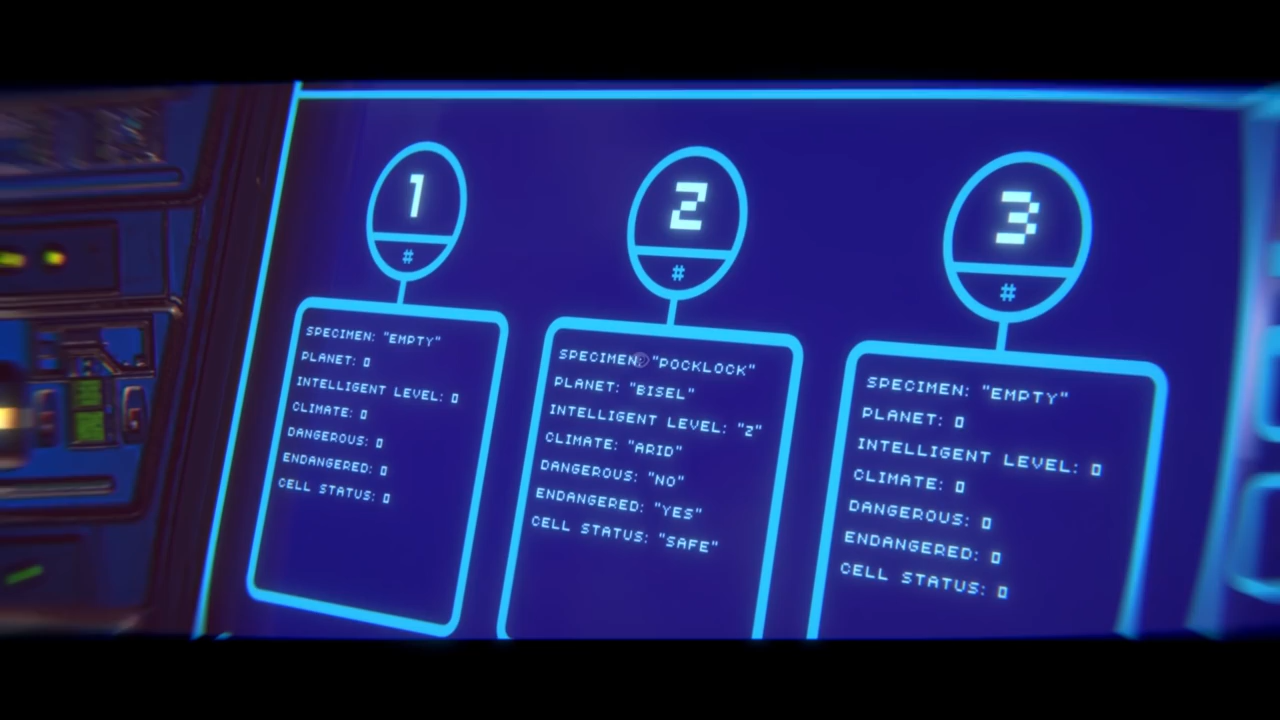 1
#
SPECIMEN: "EMPTY"
PLANET: 0
INTELLIGENT LEVEL: 0
CLIMATE: 0
DANGEROUS: 0
ENDANGERED: 0
CELL STATUS: 0
2
#
SPECIMEN: "POCKLOCK"
PLANET: "BISEL"
INTELLIGENT LEVEL: "2"
CLIMATE: "ARID"
DANGEROUS: "NO"
ENDANGERED: "YES"
CELL STATUS: "SAFE"
3
#
SPECIMEN: "EMPTY"
PLANET: 0
INTELLIGENT LEVEL: 0
CLIMATE: 0
DANGEROUS: 0
ENDANGERED: 0
CELL STATUS: 0